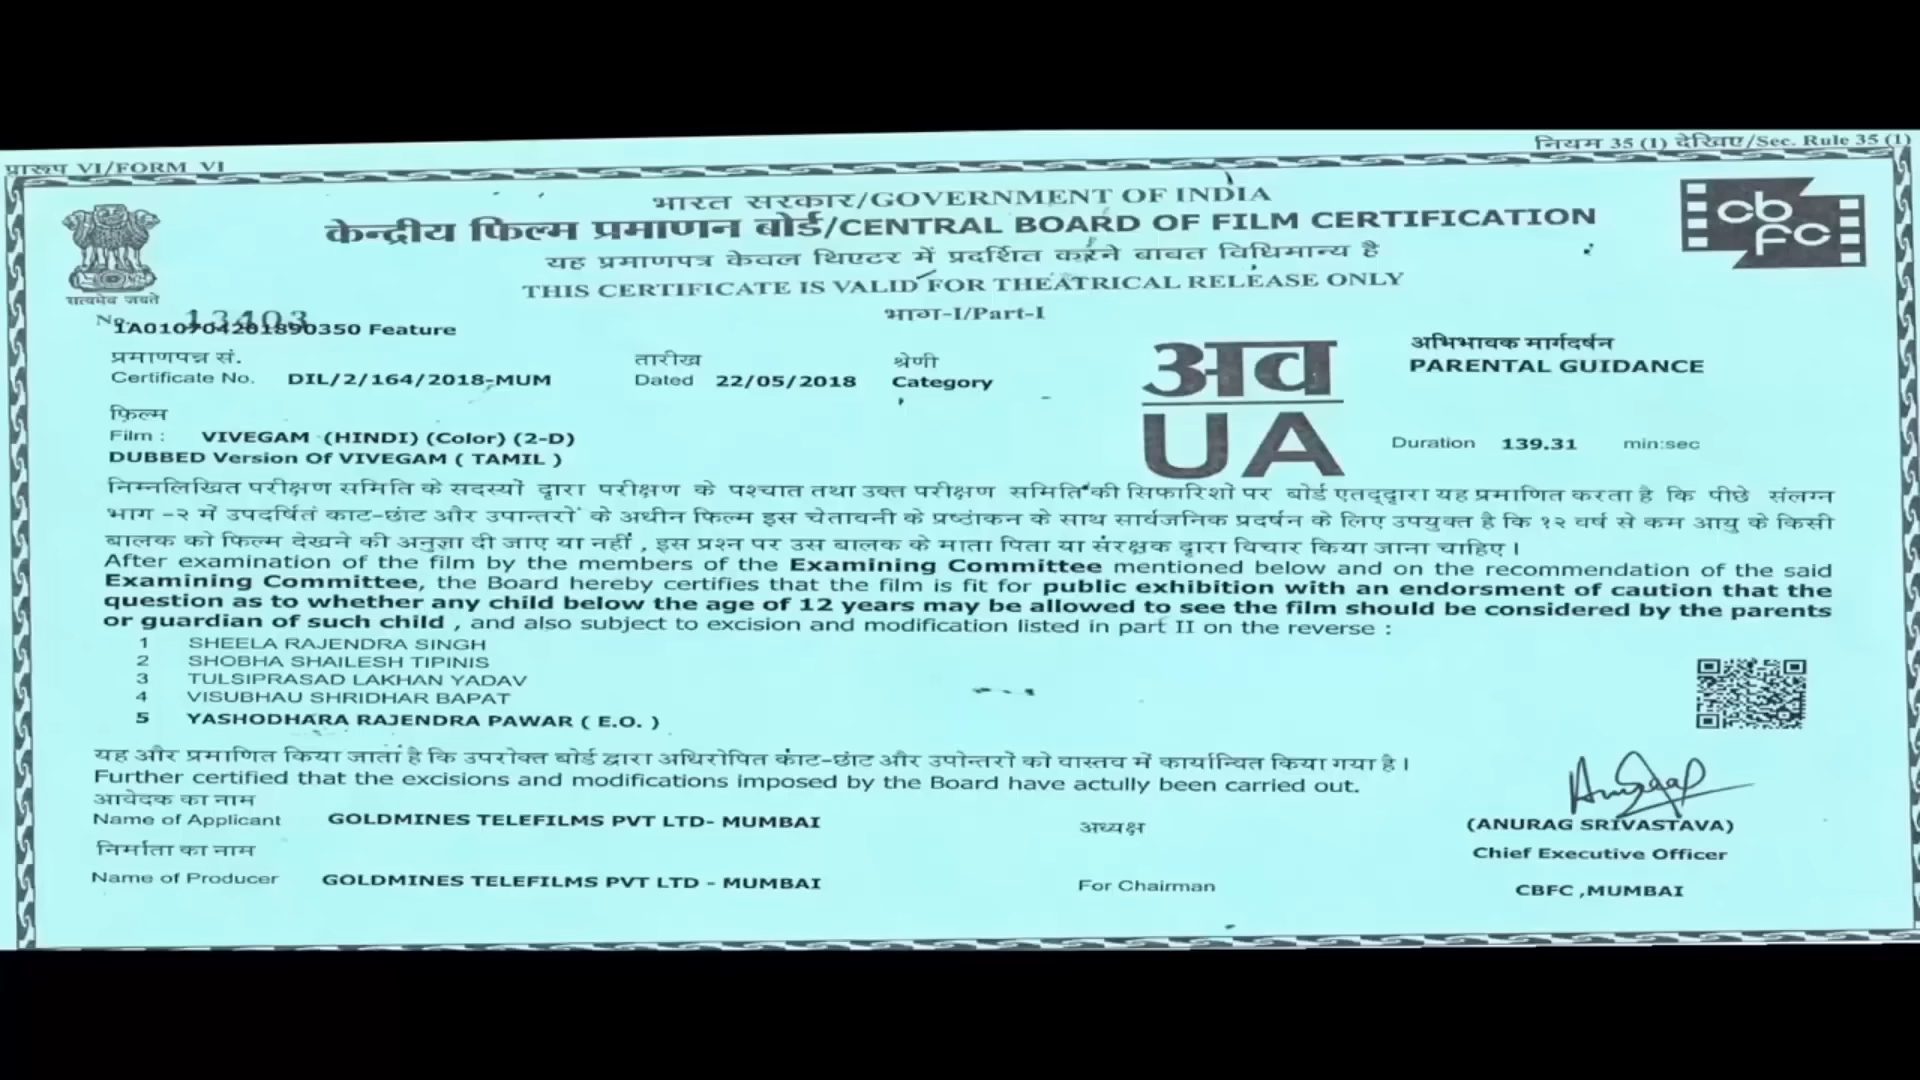 प्रारूप VI/FORM VI
नियम 35 (1) देखिए/Sec. Rule 35 (1)
भारत सरकार/GOVERNMENT OF INDIA
केन्द्रीय फिल्म प्रमाणन बोर्ड/CENTRAL BOARD OF FILM CERTIFICATION
cbfc
यह प्रमाणपत्र केवल थिएटर में प्रदर्शित करने बाबत विधिमान्य है
THIS CERTIFICATE IS VALID FOR THEATRICAL RELEASE ONLY
सत्यमेव जयते
भाग-I/Part-I
No. 13403
1A010704201890350 Feature
प्रमाणपत्र सं. तारीख श्रेणी
Certificate No. DIL/2/164/2018-MUM Dated 22/05/2018 Category
अव
UA
अभिभावक मार्गदर्षन
PARENTAL GUIDANCE
फ़िल्म
Film : VIVEGAM (HINDI) (Color) (2-D)
Duration 139.31 min:sec
DUBBED Version Of VIVEGAM ( TAMIL )
निम्नलिखित परीक्षण समिति के सदस्यों द्वारा परीक्षण के पश्चात तथा उक्त परीक्षण समिति की सिफारिशों पर बोर्ड एतद्द्वारा यह प्रमाणित करता है कि पीछे संलग्न
भाग -२ में उपदर्षित काट-छांट और उपान्तरों के अधीन फिल्म इस चेतावनी के प्रष्ठांकन के साथ सार्वजनिक प्रदर्षन के लिए उपयुक्त है कि १२ वर्ष से कम आयु के किसी
बालक को फिल्म देखने की अनुज्ञा दी जाए या नहीं , इस प्रश्न पर उस बालक के माता पिता या संरक्षक द्वारा विचार किया जाना चाहिए ।
After examination of the film by the members of the Examining Committee mentioned below and on the recommendation of the said
Examining Committee, the Board hereby certifies that the film is fit for public exhibition with an endorsment of caution that the
question as to whether any child below the age of 12 years may be allowed to see the film should be considered by the parents
or guardian of such child , and also subject to excision and modification listed in part II on the reverse :
1 SHEELA RAJENDRA SINGH
2 SHOBHA SHAILESH TIPINIS
3 TULSIPRASAD LAKHAN YADAV
4 VISUBHAU SHRIDHAR BAPAT
5 YASHODHARA RAJENDRA PAWAR ( E.O. )
यह और प्रमाणित किया जाता है कि उपरोक्त बोर्ड द्वारा अधिरोपित काट-छांट और उपोन्तरों को वास्तव में कार्यान्वित किया गया है ।
Further certified that the excisions and modifications imposed by the Board have actully been carried out.
आवेदक का नाम
Name of Applicant GOLDMINES TELEFILMS PVT LTD- MUMBAI
अध्यक्ष
(ANURAG SRIVASTAVA)
निर्माता का नाम
Chief Executive Officer
Name of Producer GOLDMINES TELEFILMS PVT LTD - MUMBAI
For Chairman
CBFC ,MUMBAI